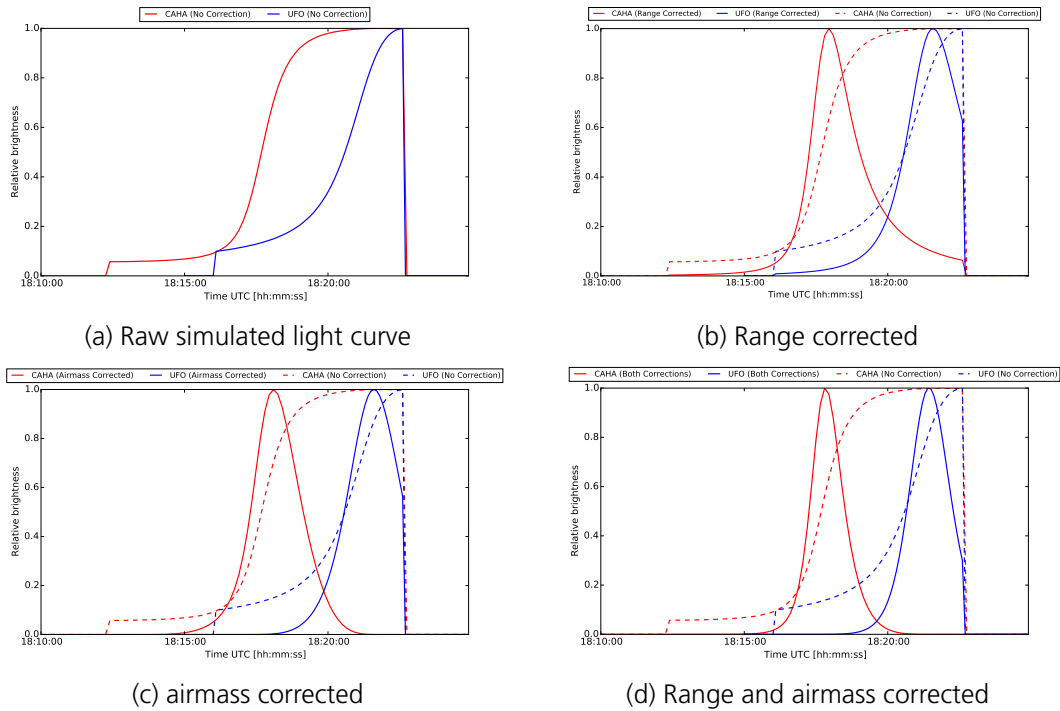 CAHA (No Correction) UFO (No Correction)
1.0
0.8
0.6
0.4
0.2
0.0
Relative brightness
18:10:00 18:15:00 18:20:00
Time UTC [hh:mm:ss]
(a) Raw simulated light curve
CAHA (Range Corrected) UFO (Range Corrected) CAHA (No Correction) UFO (No Correction)
1.0
0.8
0.6
0.4
0.2
0.0
Relative brightness
18:10:00 18:15:00 18:20:00
Time UTC [hh:mm:ss]
(b) Range corrected
CAHA (Airmass Corrected) UFO (Airmass Corrected) CAHA (No Correction) UFO (No Correction)
1.0
0.8
0.6
0.4
0.2
0.0
Relative brightness
18:10:00 18:15:00 18:20:00
Time UTC [hh:mm:ss]
(c) airmass corrected
CAHA (Both Corrections) UFO (Both Corrections) CAHA (No Correction) UFO (No Correction)
1.0
0.8
0.6
0.4
0.2
0.0
Relative brightness
18:10:00 18:15:00 18:20:00
Time UTC [hh:mm:ss]
(d) Range and airmass corrected